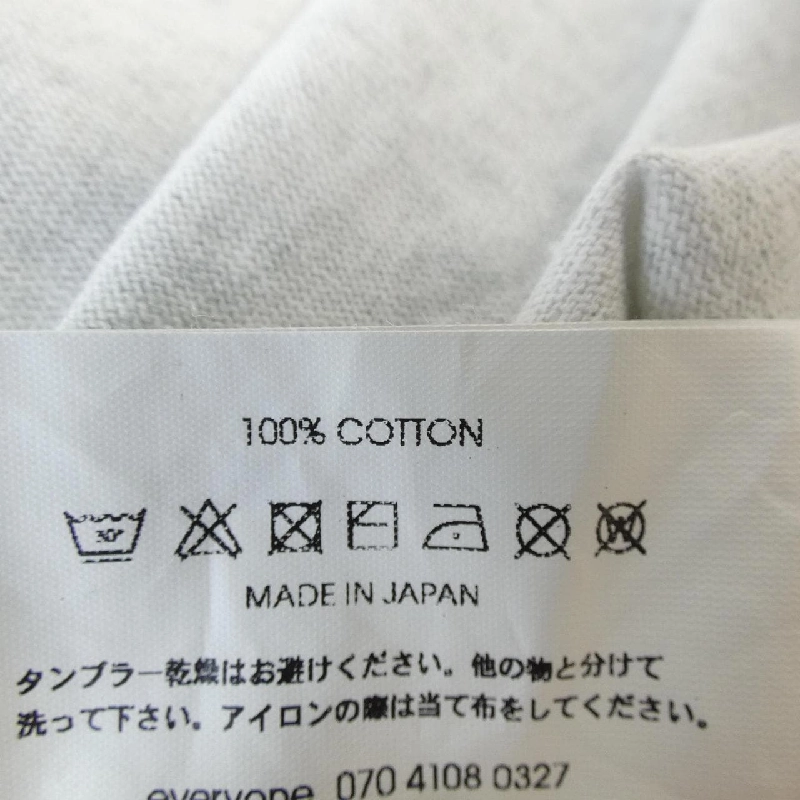 100% COTTON
30°
W
MADE IN JAPAN
タンブラー乾燥はお避けください。他の物と分けて
洗って下さい。アイロンの際は当て布をしてください。
everyone 070 4108 0327